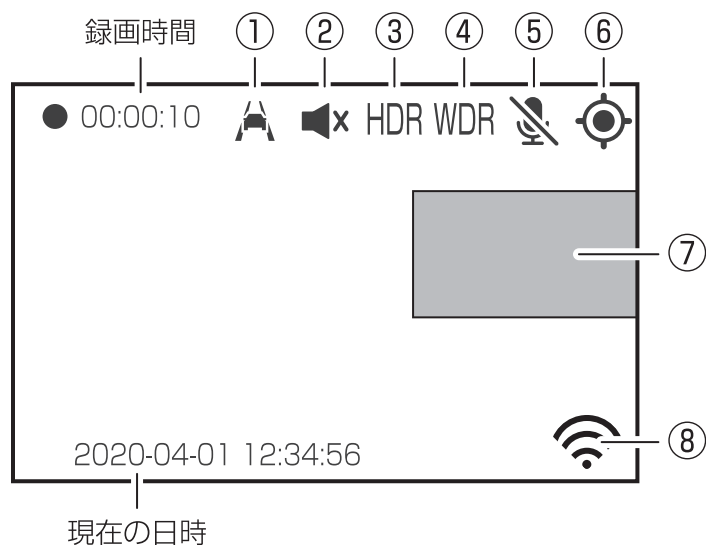 録画時間 ① ② ③ ④ ⑤ ⑥
00:00:10 HDR WDR
⑦
⑧
2020-04-01 12:34:56
現在の日時